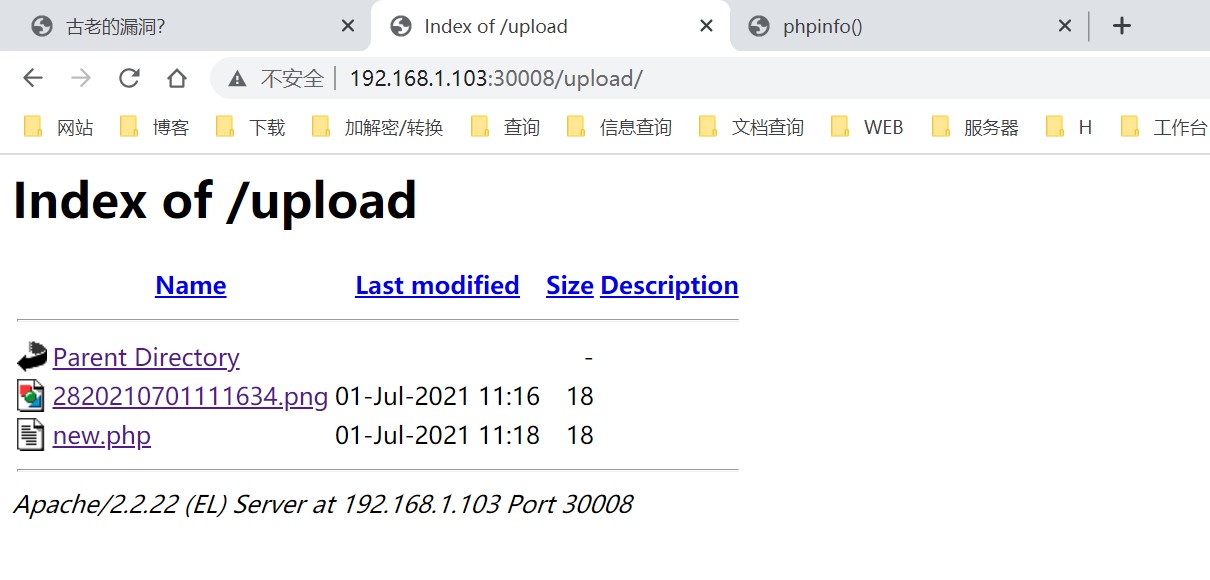 古老的漏洞?
Index of /upload
phpinfo()
不安全 192.168.1.103:30008/upload/
网站 博客 下载 加解密/转换 查询 信息查询 文档查询 WEB 服务器 H 工作台
Index of /upload
Name Last modified Size Description
Parent Directory -
2820210701111634.png 01-Jul-2021 11:16 18
new.php 01-Jul-2021 11:18 18
Apache/2.2.22 (EL) Server at 192.168.1.103 Port 30008